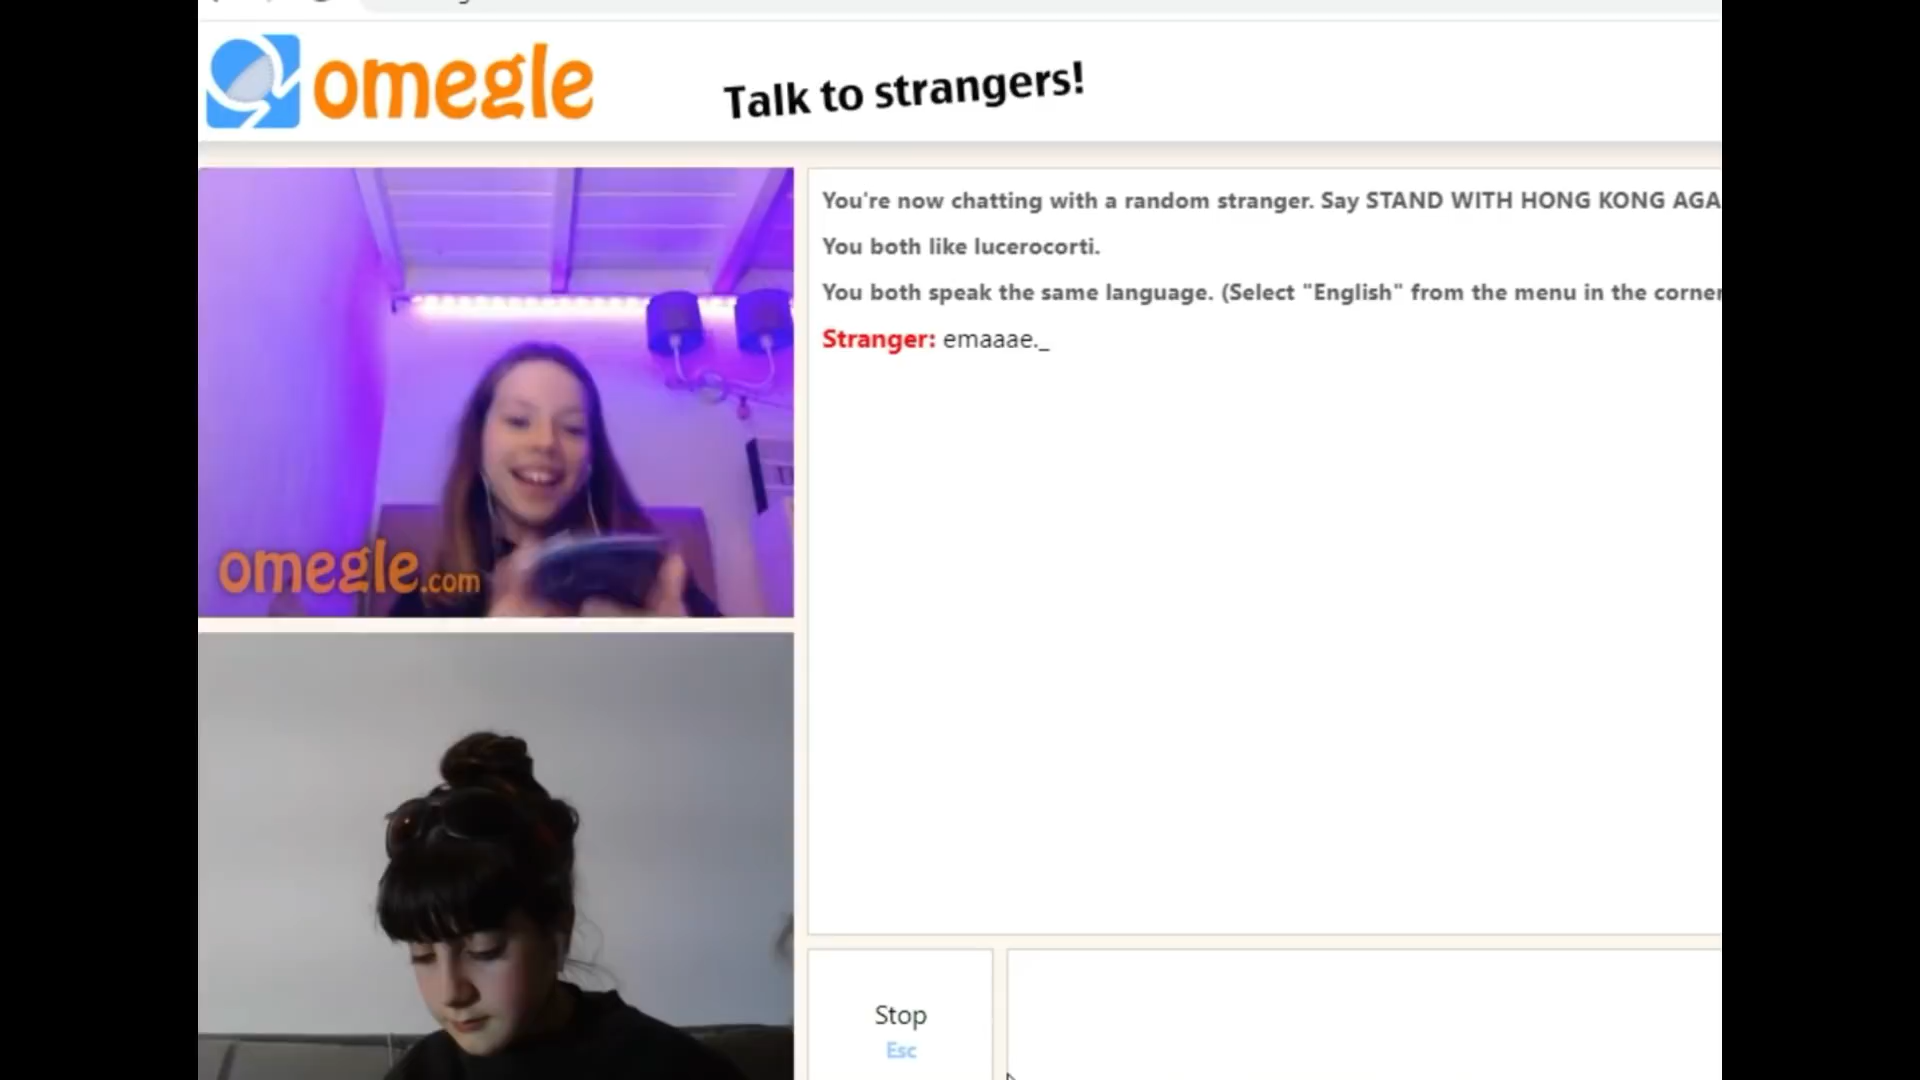 omegle
Talk to strangers!
You're now chatting with a random stranger. Say STAND WITH HONG KONG AGA
You both like lucerocorti.
You both speak the same language. (Select "English" from the menu in the corner
Stranger: emaaae._
omegle.com
Stop
Esc